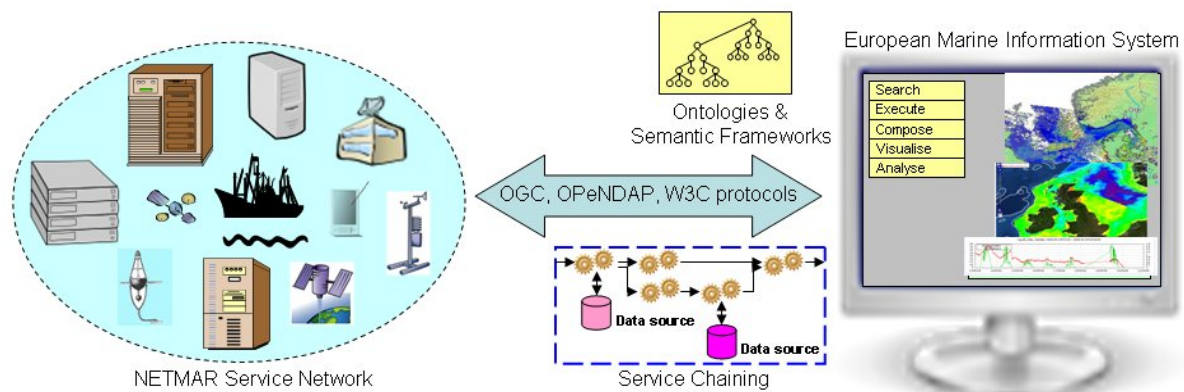 European Marine Information System
Ontologies &
Semantic Frameworks
Search
Execute
Compose
Visualise
Analyse
OGC, OPeNDAP, W3C protocols
Data source
Data source
NETMAR Service Network
Service Chaining